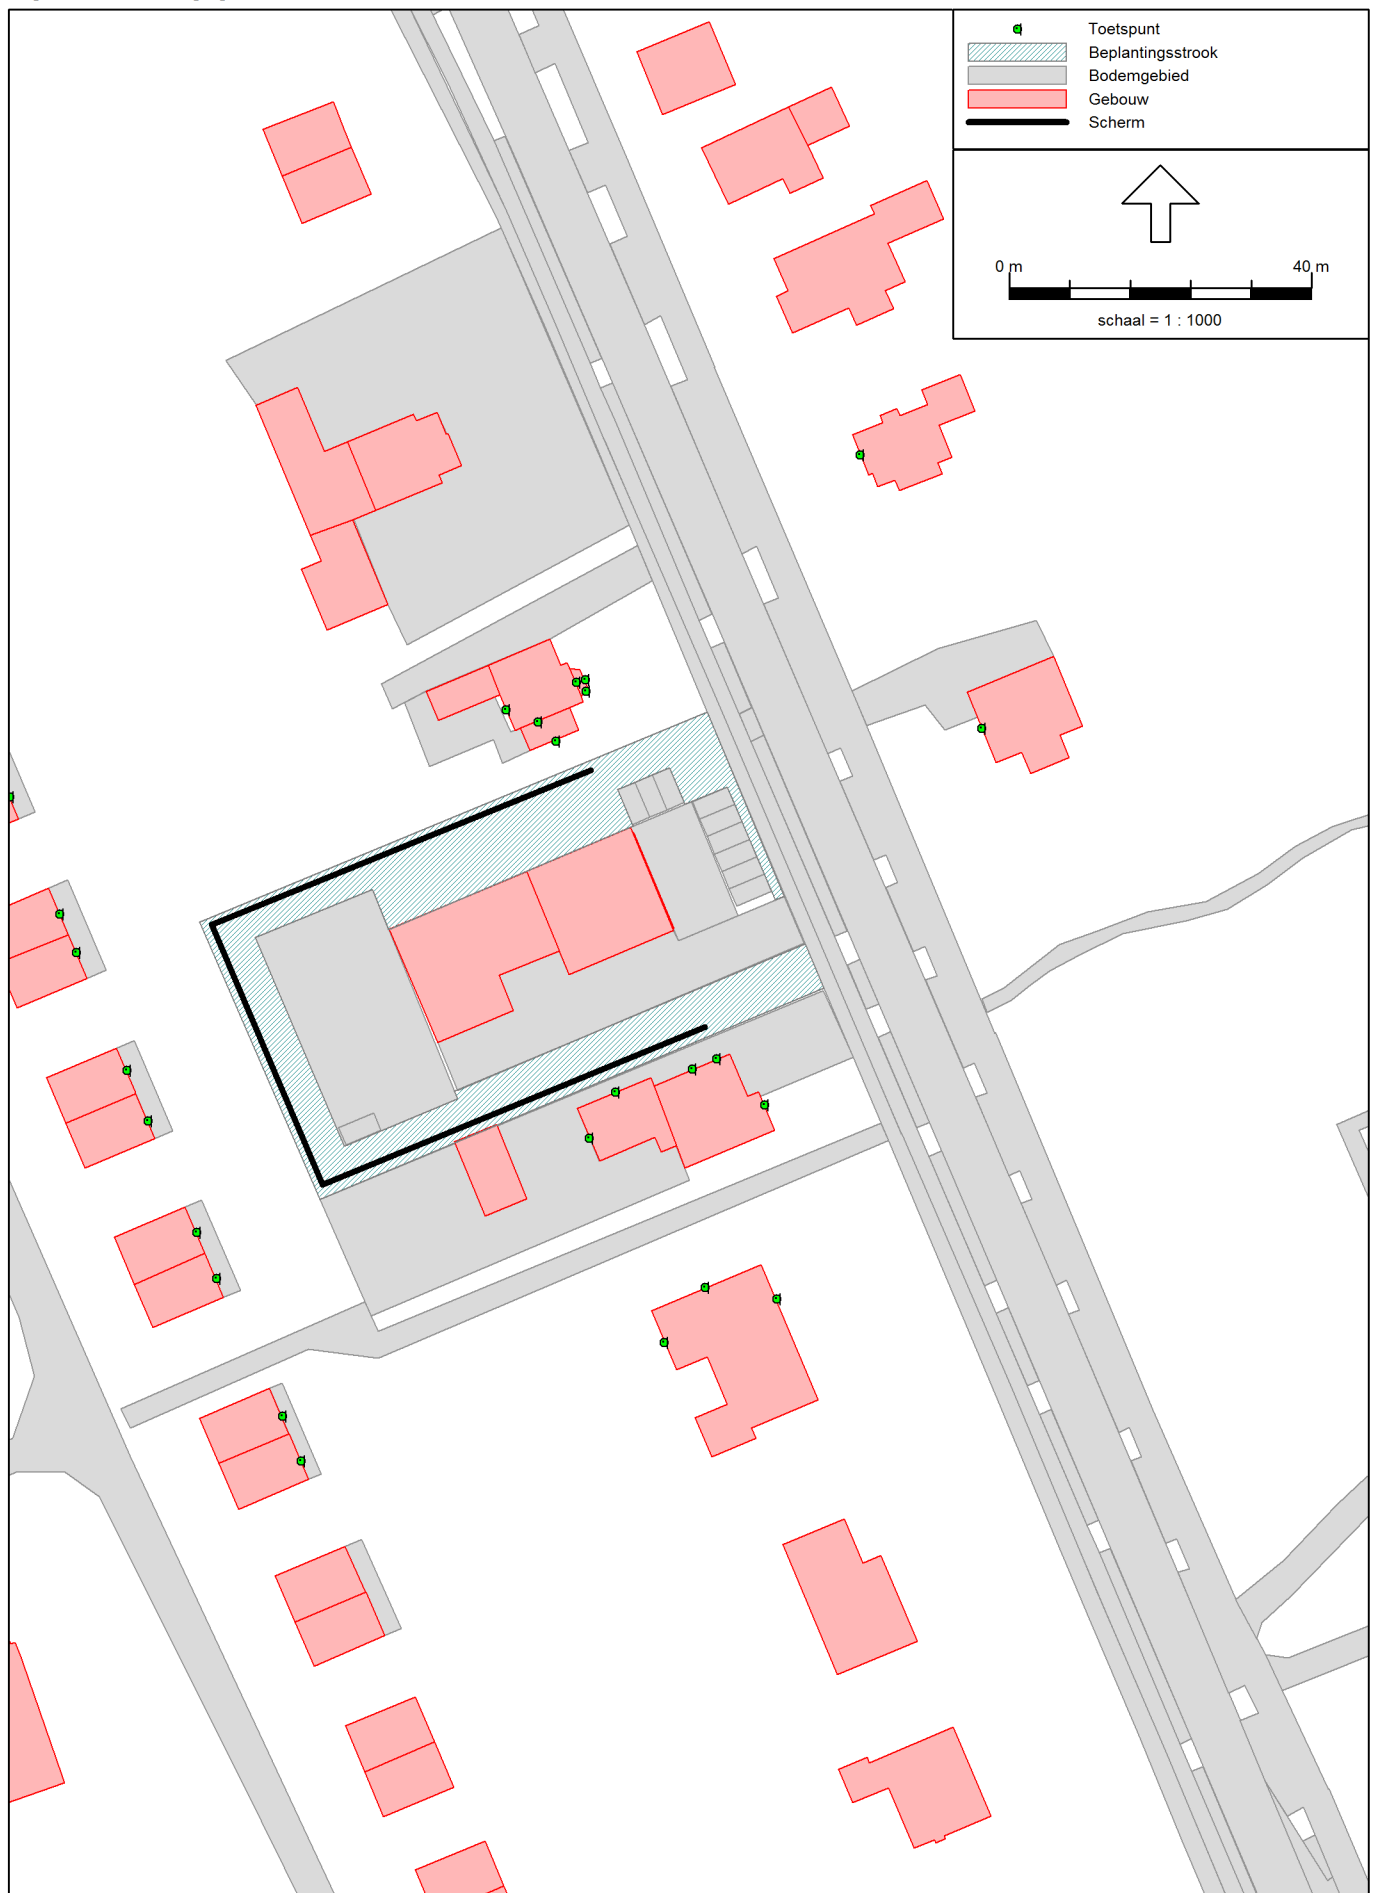 Toetspunt
Beplantingsstrook
Bodemgebied
Gebouw
Scherm
0 m 40 m
schaal = 1 : 1000